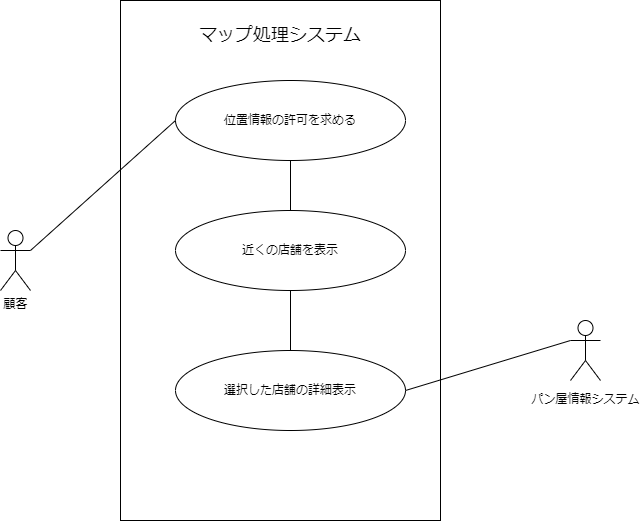 マップ処理システム
位置情報の許可を求める
近くの店舗を表示
顧客
選択した店舗の詳細表示
パン屋情報システム